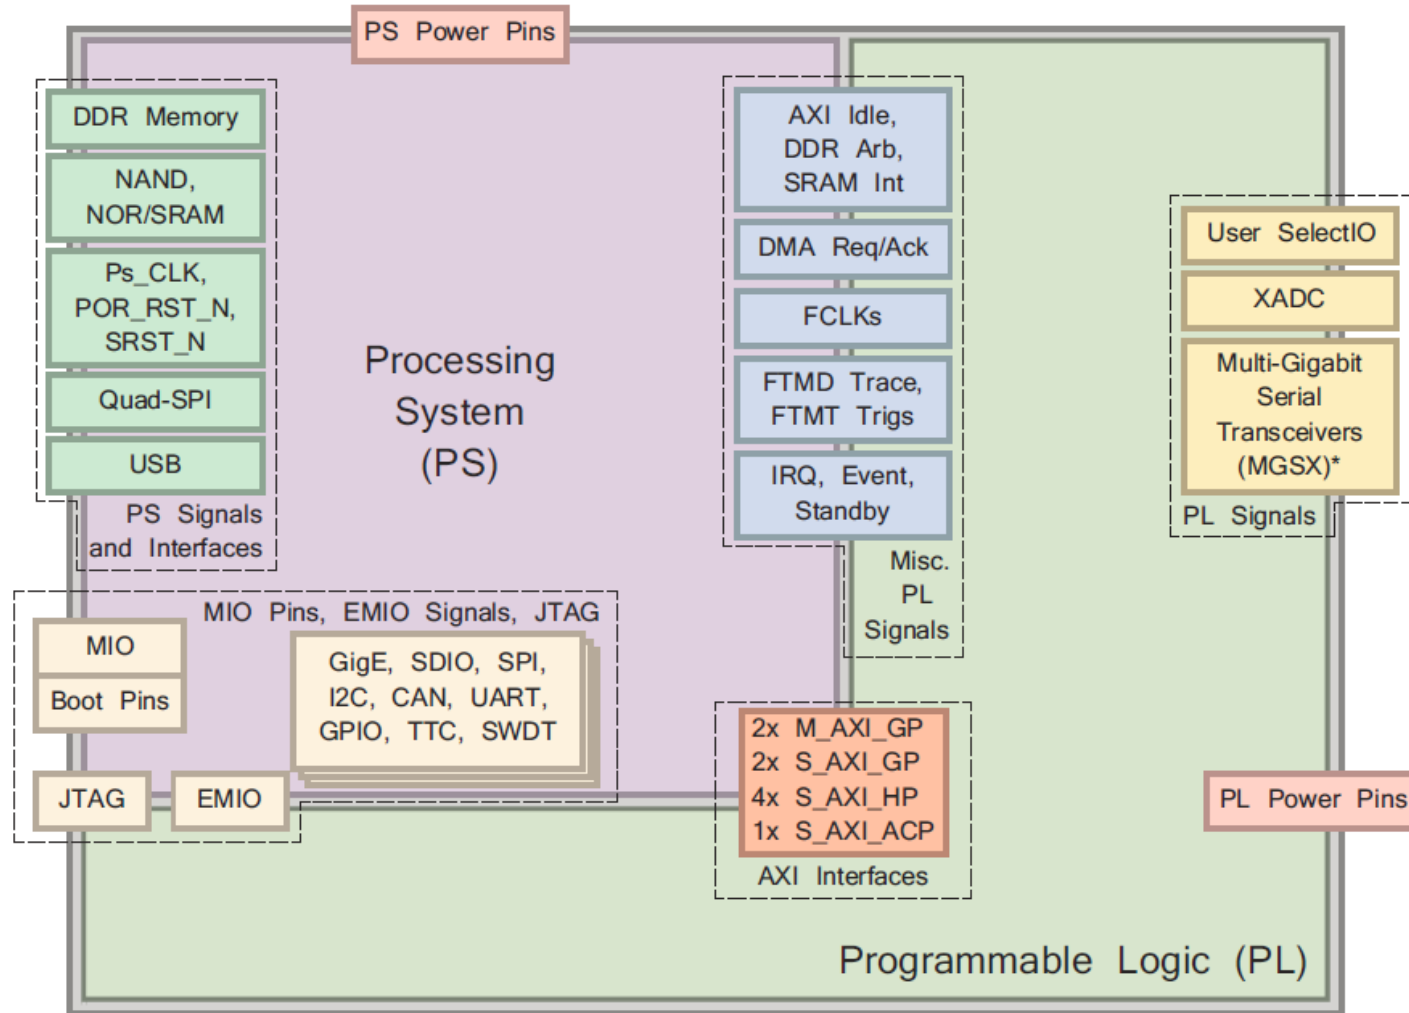 PS Power Pins
DDR Memory
NAND,
NOR/SRAM
Ps_CLK,
POR_RST_N,
SRST_N
Quad-SPI
USB
PS Signals
and Interfaces
Processing
System
(PS)
AXI Idle,
DDR Arb,
SRAM Int
DMA Req/Ack
FCLKs
FTMD Trace,
FTMT Trigs
IRQ, Event,
Standby
Misc.
PL
Signals
User SelectIO
XADC
Multi-Gigabit
Serial
Transceivers
(MGSX)*
PL Signals
MIO Pins, EMIO Signals, JTAG
MIO
Boot Pins
GigE, SDIO, SPI,
I2C, CAN, UART,
GPIO, TTC, SWDT
JTAG
EMIO
2x M_AXI_GP
2x S_AXI_GP
4x S_AXI_HP
1x S_AXI_ACP
AXI Interfaces
PL Power Pins
Programmable Logic (PL)